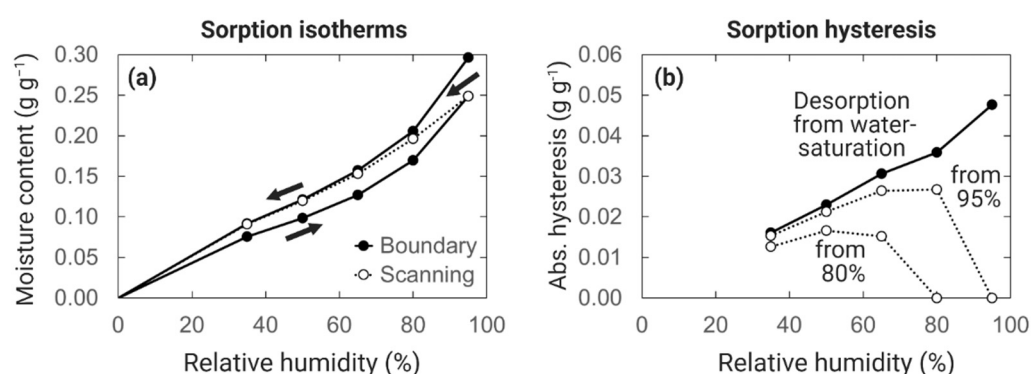 Sorption isotherms
(a)
Moisture content (g g⁻¹)
0.30
0.25
0.20
0.15
0.10
0.05
0.00
Boundary
Scanning
0 20 40 60 80 100
Relative humidity (%)
Sorption hysteresis
(b)
Abs. hysteresis (g g⁻¹)
0.06
0.05
0.04
0.03
0.02
0.01
0.00
Desorption
from water-
saturation
from
95%
from
80%
0 20 40 60 80 100
Relative humidity (%)